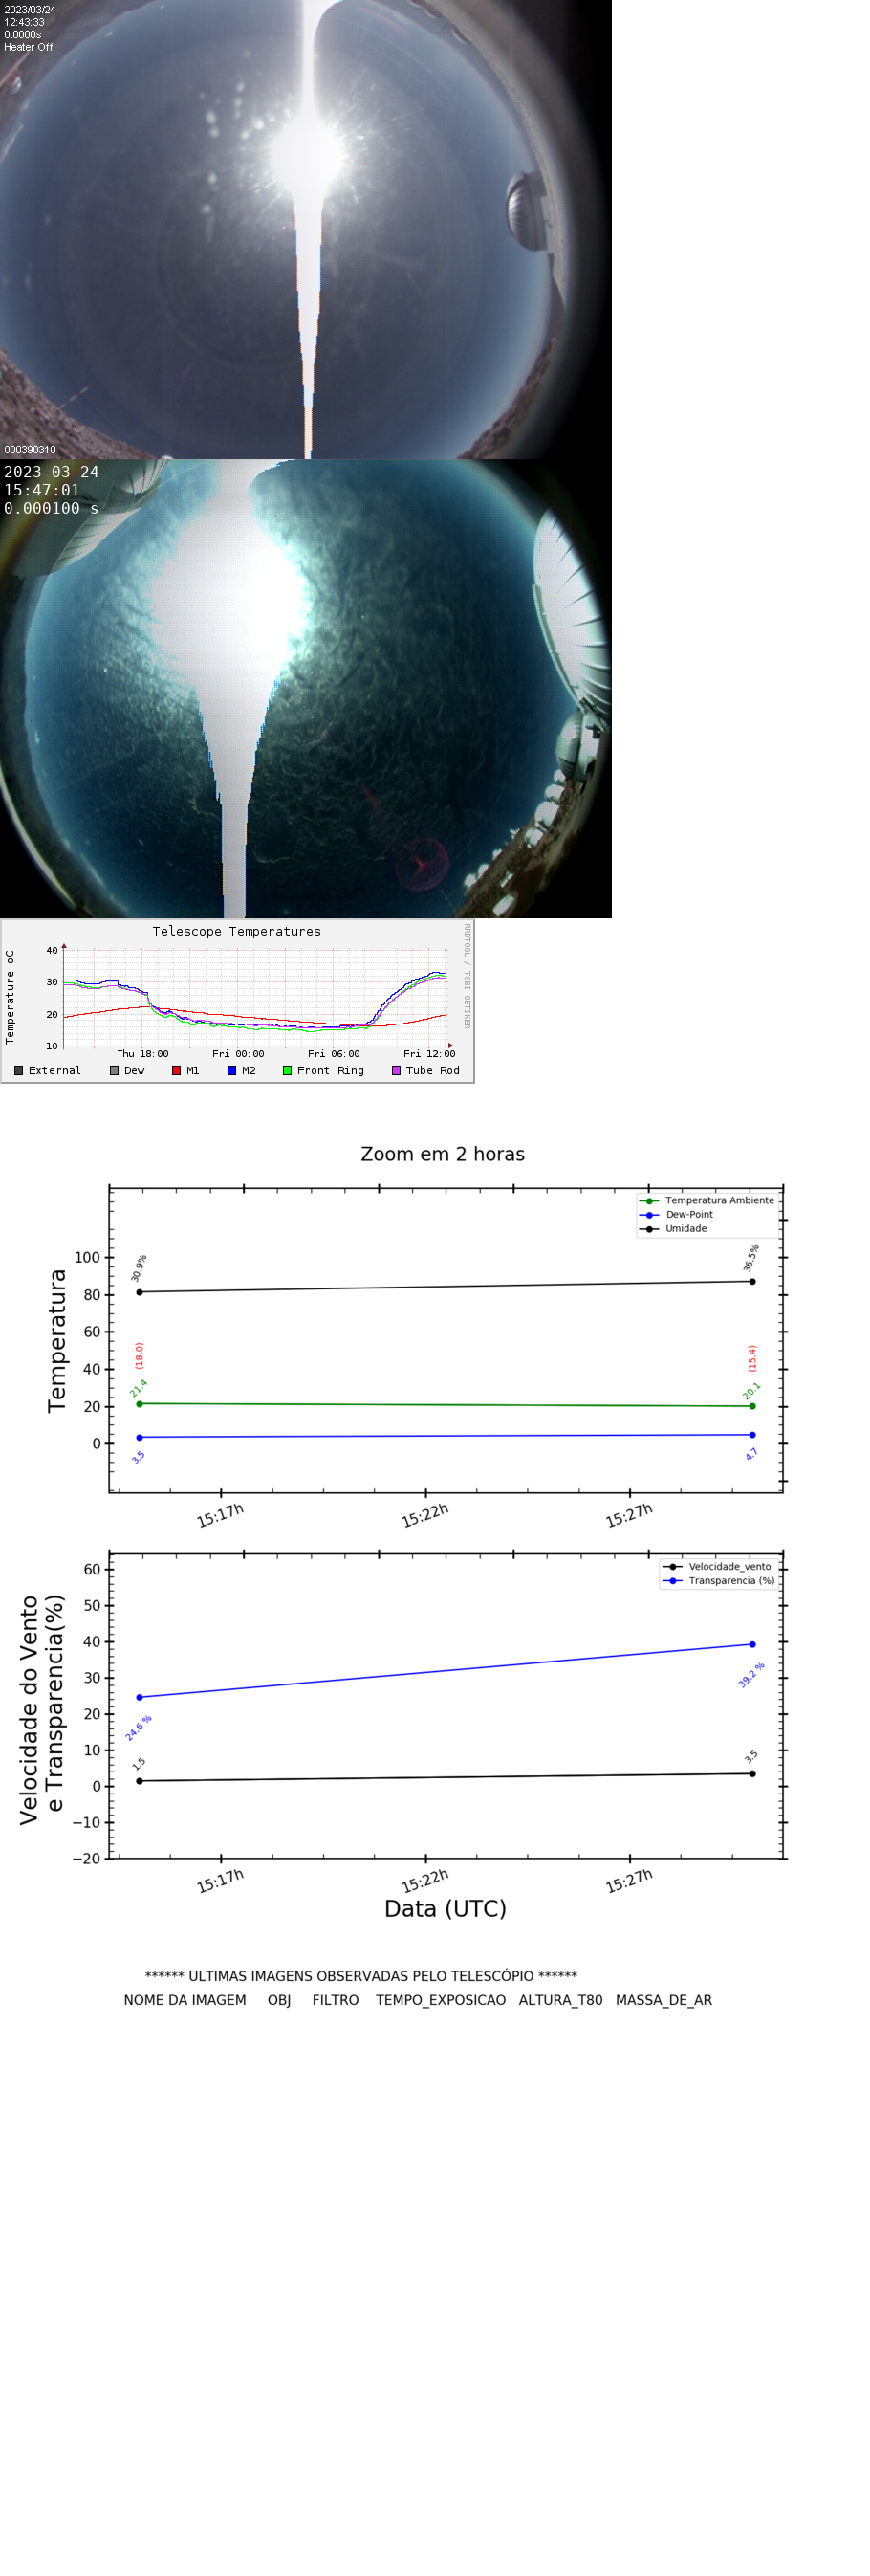 2023/03/24
12:43:33
0.0000s
Heater Off
000390310
2023-03-24
15:47:01
0.000100 s
Telescope Temperatures
RRDTOOL / TOBI OETIKER
Temperature oC
40
30
20
10
Thu 18:00 Fri 00:00 Fri 06:00 Fri 12:00
External Dew M1 M2 Front Ring Tube Rod
Zoom em 2 horas
Temperatura Ambiente
Dew-Point
Umidade
Temperatura
100
80
60
40
20
0
30.9%
36.5%
(18.0)
(15.4)
21.4
20.1
3.5
4.7
15:17h 15:22h 15:27h
Velocidade_vento
Transparencia (%)
Velocidade do Vento
e Transparencia(%)
60
50
40
30
20
10
0
−10
−20
24.6 %
39.2 %
1.5
3.5
15:17h 15:22h 15:27h
Data (UTC)
****** ULTIMAS IMAGENS OBSERVADAS PELO TELESCÓPIO ******
NOME DA IMAGEM OBJ FILTRO TEMPO_EXPOSICAO ALTURA_T80 MASSA_DE_AR